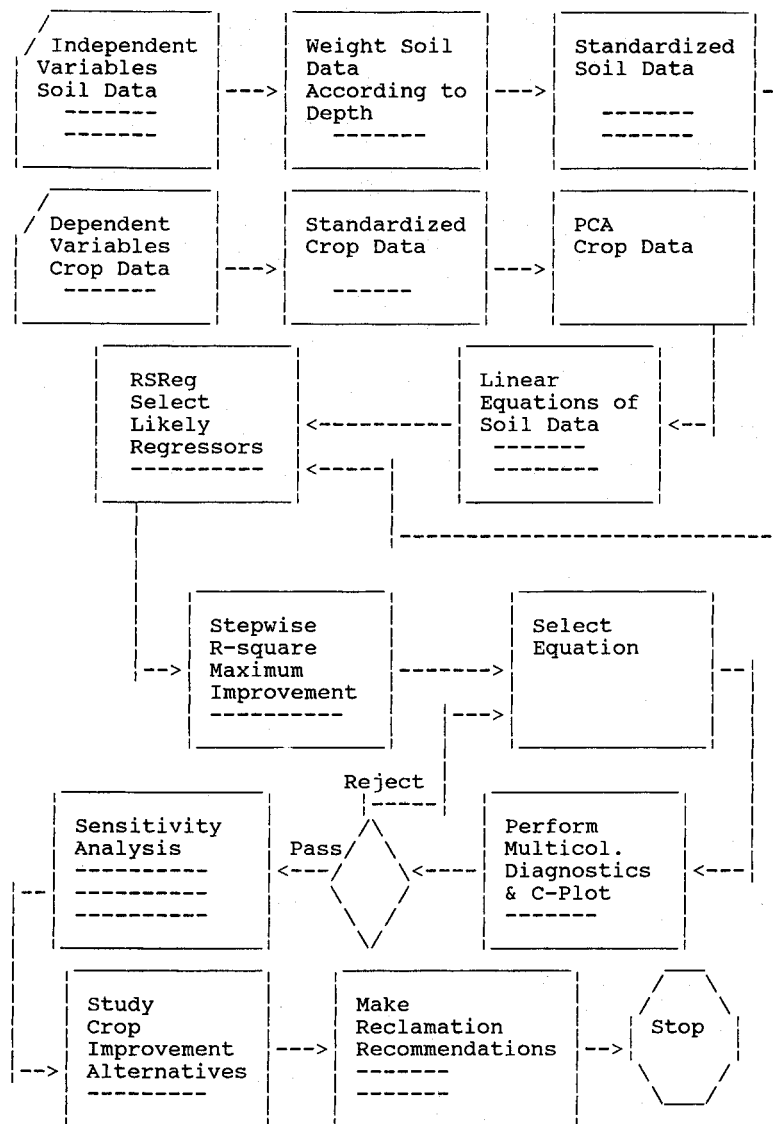 Independent
Variables
Soil Data
Weight Soil
Data
According to
Depth
Standardized
Soil Data
Dependent
Variables
Crop Data
Standardized
Crop Data
PCA
Crop Data
RSReg
Select
Likely
Regressors
Linear
Equations of
Soil Data
Stepwise
R-square
Maximum
Improvement
Select
Equation
Reject
Sensitivity
Analysis
Pass
Perform
Multicol.
Diagnostics
& C-Plot
Study
Crop
Improvement
Alternatives
Make
Reclamation
Recommendations
Stop